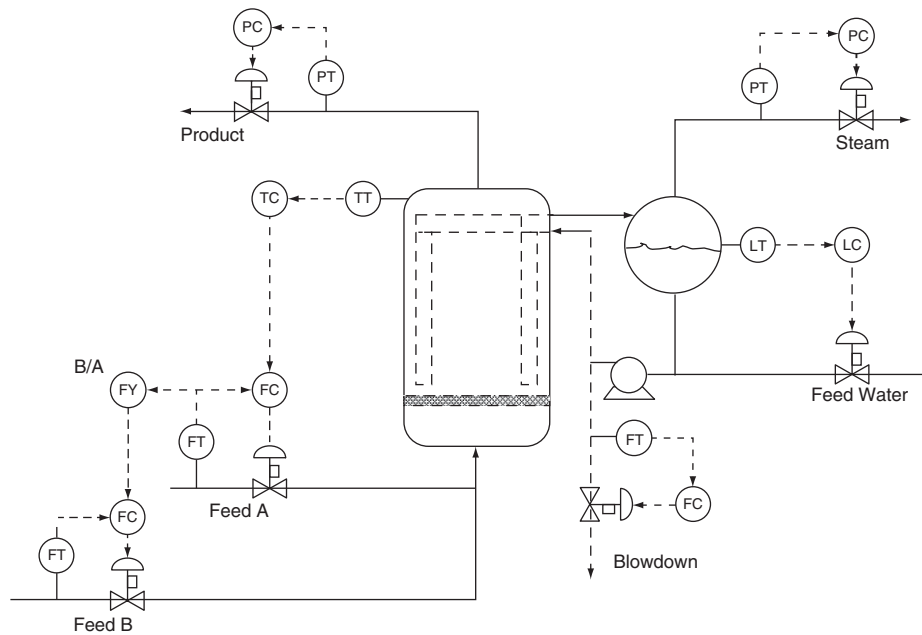 PC
PC
PT
PT
Product
Steam
TC
TT
LT
LC
B/A
FY
FC
Feed Water
FT
FT
Feed A
FC
FC
FT
Blowdown
Feed B